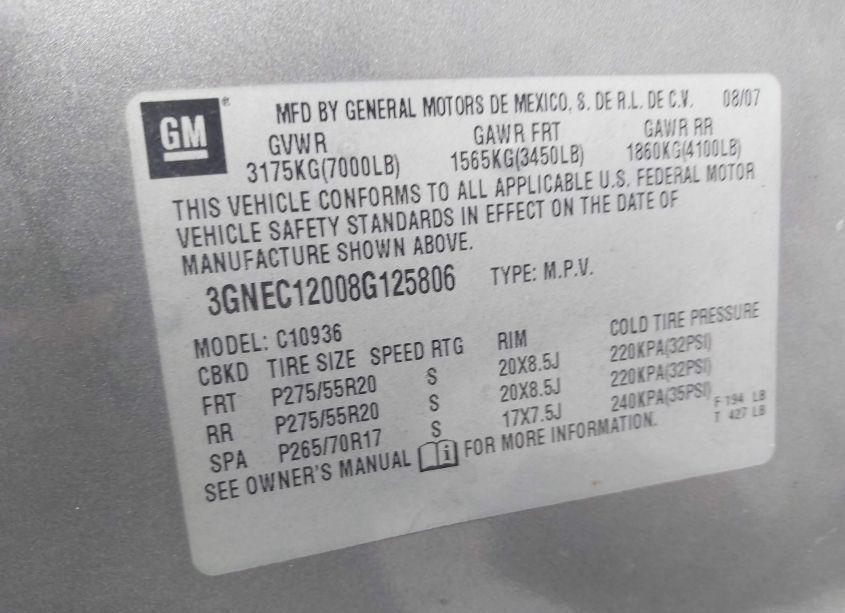 GM ® MFD BY GENERAL MOTORS DE MEXICO, S. DE R.L. DE C.V. 08/07
GVWR GAWR FRT GAWR RR
3175KG(7000LB) 1565KG(3450LB) 1860KG(4100LB)
THIS VEHICLE CONFORMS TO ALL APPLICABLE U.S. FEDERAL MOTOR
VEHICLE SAFETY STANDARDS IN EFFECT ON THE DATE OF
MANUFACTURE SHOWN ABOVE.
3GNEC12008G125806 TYPE: M.P.V.
MODEL: C10936
CBKD TIRE SIZE SPEED RTG RIM COLD TIRE PRESSURE
FRT P275/55R20 S 20X8.5J 220KPA(32PSI)
RR P275/55R20 S 20X8.5J 220KPA(32PSI)
SPA P265/70R17 S 17X7.5J 240KPA(35PSI) F 194 LB
SEE OWNER'S MANUAL i FOR MORE INFORMATION. T 427 LB